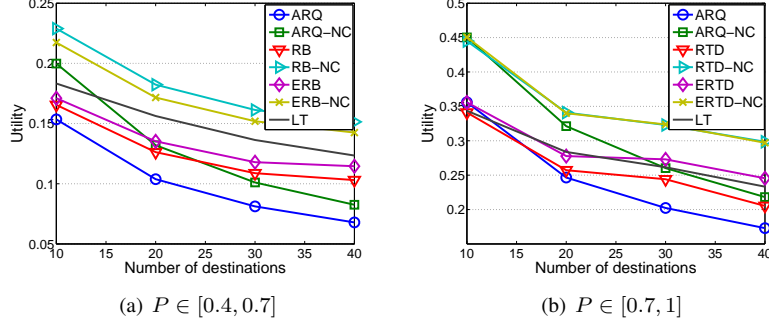 0.25
0.2
0.15
0.1
0.05
10
15
20
25
30
35
40
Utility
Number of destinations
ARQ
ARQ-NC
RB
RB-NC
ERB
ERB-NC
LT
(a) P ∈ [0.4, 0.7]
0.5
0.45
0.4
0.35
0.3
0.25
0.2
10
15
20
25
30
35
40
Utility
Number of destinations
ARQ
ARQ-NC
RTD
RTD-NC
ERTD
ERTD-NC
LT
(b) P ∈ [0.7, 1]